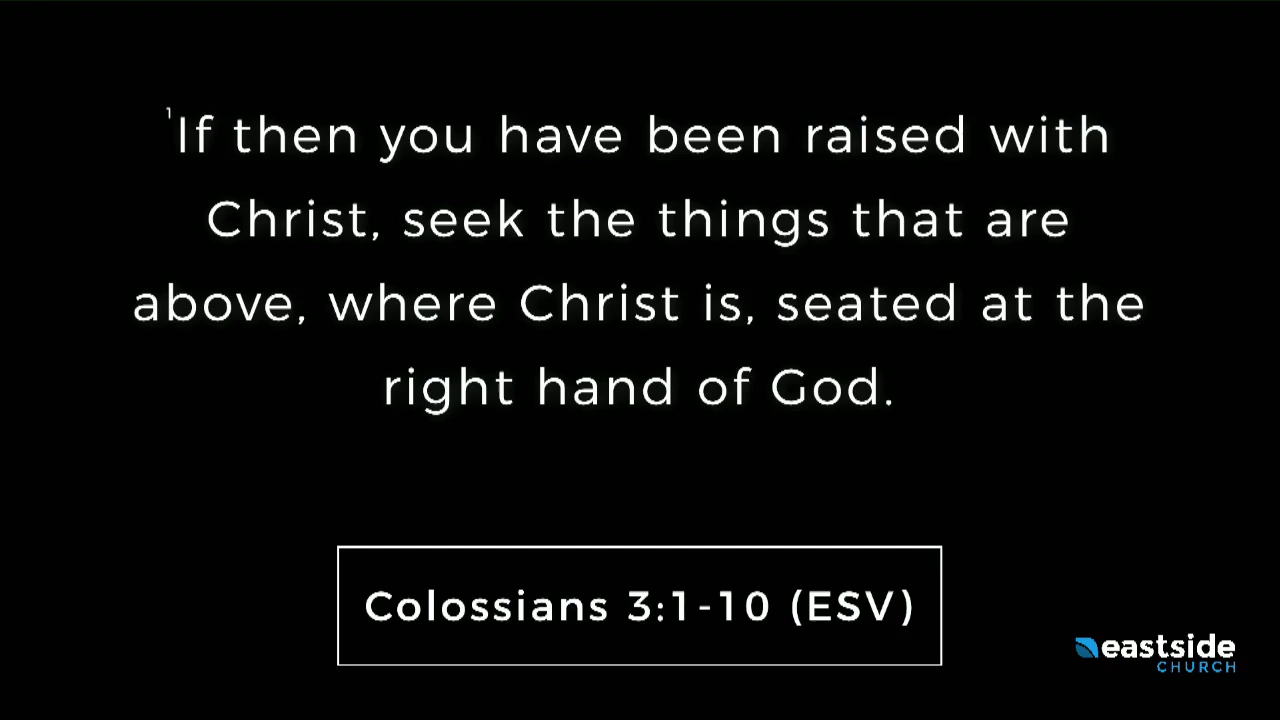 ¹If then you have been raised with
Christ, seek the things that are
above, where Christ is, seated at the
right hand of God.
Colossians 3:1-10 (ESV)
eastside
CHURCH